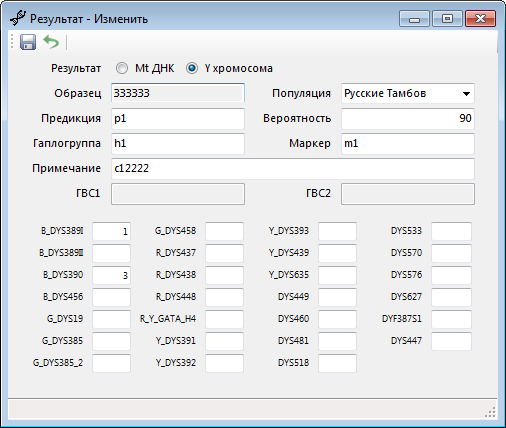 Результат - Изменить
Результат Mt ДНК Y хромосома
Образец 333333 Популяция Русские Тамбов
Предикция p1 Вероятность 90
Гаплогруппа h1 Маркер m1
Примечание c12222
ГВС1 ГВС2
B_DYS389I 1 G_DYS458 Y_DYS393 DYS533
B_DYS389II R_DYS437 Y_DYS439 DYS570
B_DYS390 3 R_DYS438 Y_DYS635 DYS576
B_DYS456 R_DYS448 DYS449 DYS627
G_DYS19 R_Y_GATA_H4 DYS460 DYF387S1
G_DYS385 Y_DYS391 DYS481 DYS447
G_DYS385_2 Y_DYS392 DYS518